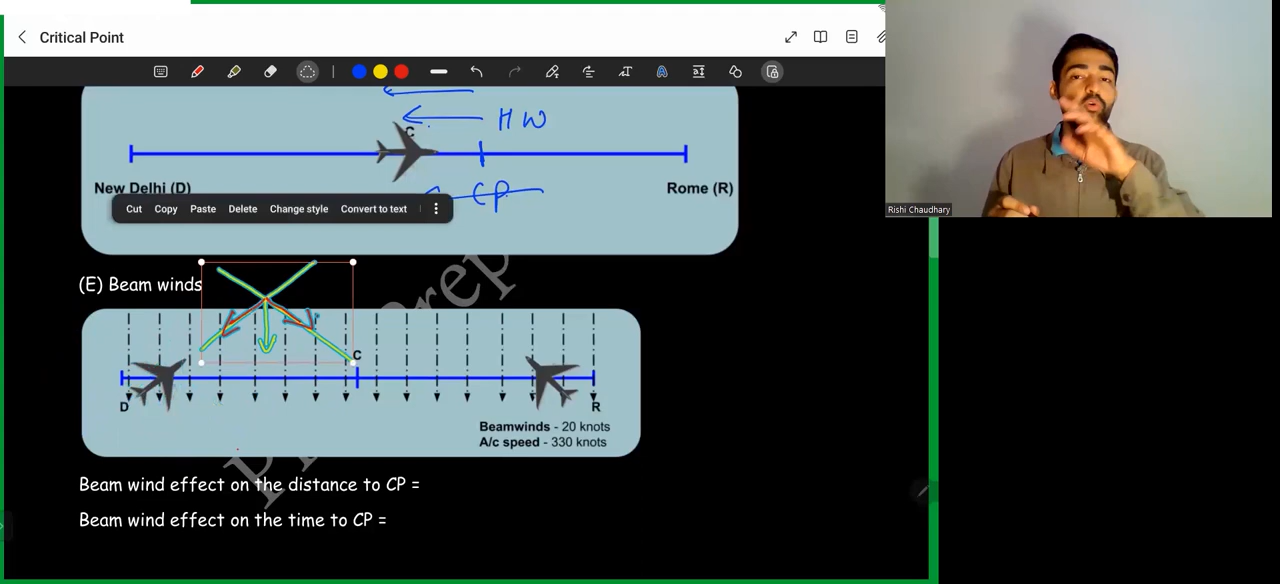 Critical Point
H W
C
New Delhi (D)
CP
Rome (R)
Cut Copy Paste Delete Change style Convert to text
(E) Beam winds
C
D
R
Beamwinds - 20 knots
A/c speed - 330 knots
Beam wind effect on the distance to CP =
Beam wind effect on the time to CP =
Rishi Chaudhary